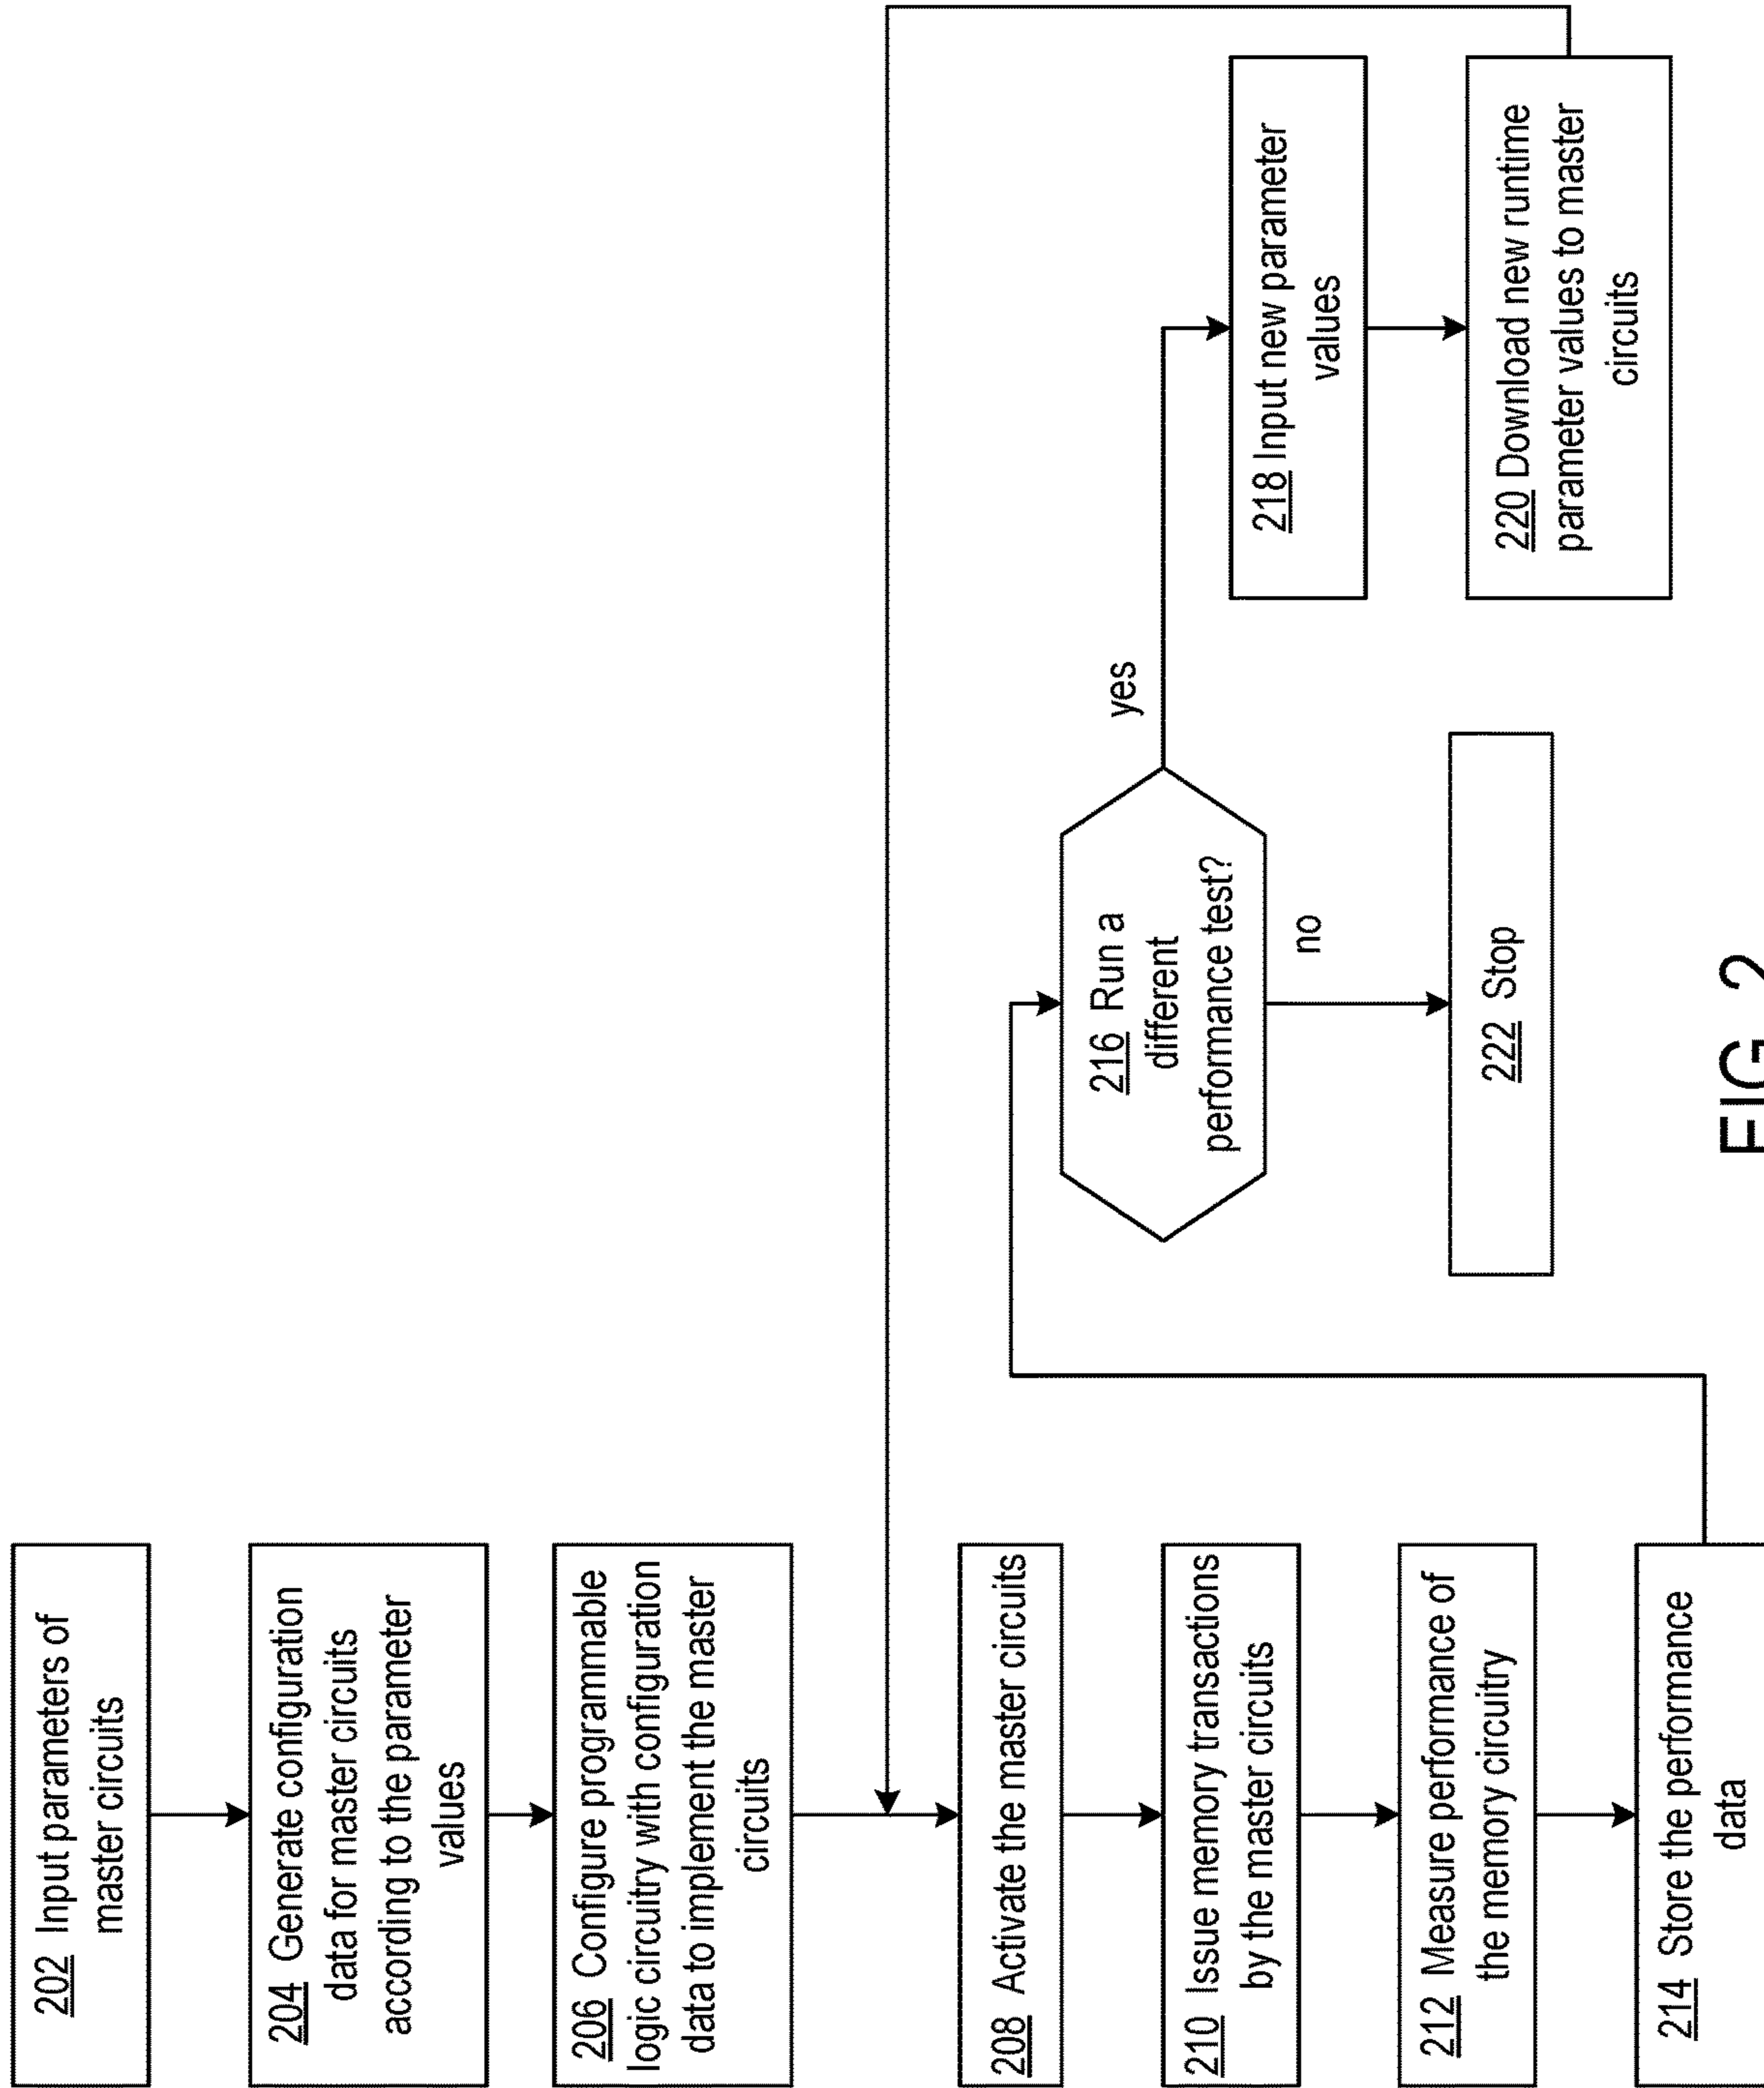 202 Input parameters of
master circuits
204 Generate configuration
data for master circuits
according to the parameter
values
206 Configure programmable
logic circuitry with configuration
data to implement the master
circuits
208 Activate the master circuits
210 Issue memory transactions
by the master circuits
212 Measure performance of
the memory circuitry
214 Store the performance
data
216 Run a
different
performance test?
yes
no
218 Input new parameter
values
220 Download new runtime
parameter values to master
circuits
222 Stop
FIG. 2